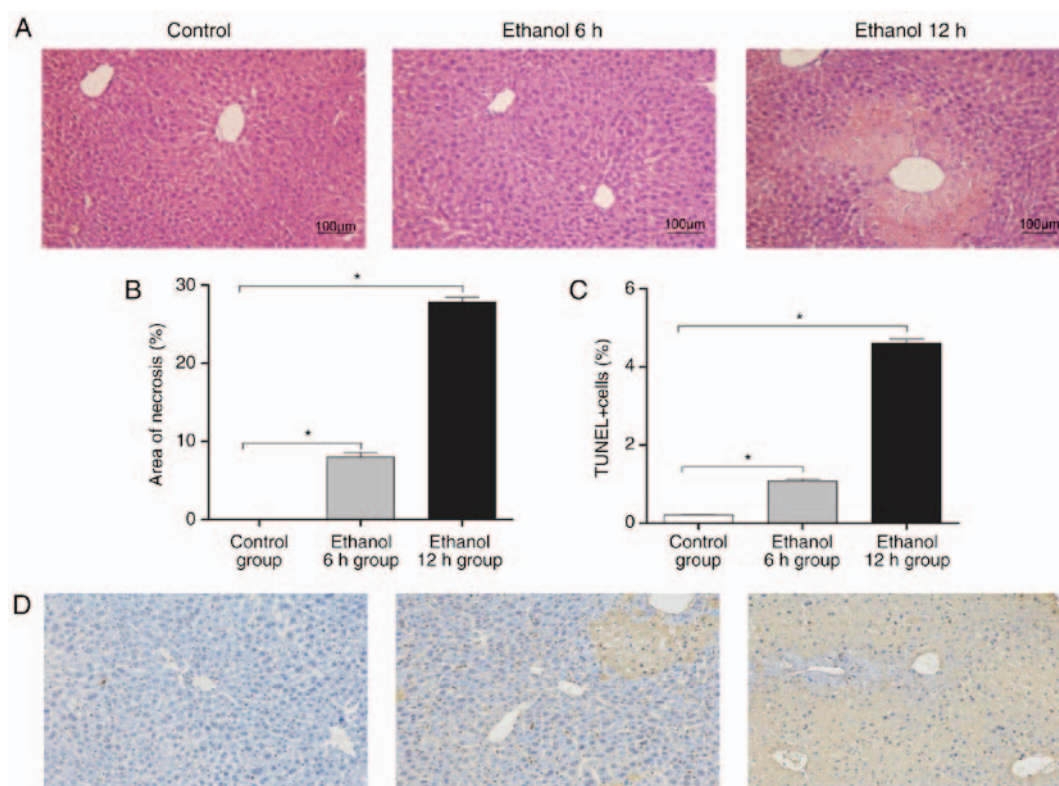 A
Control
Ethanol 6 h
Ethanol 12 h
100μm
100μm
100μm
B
Area of necrosis (%)
30
20
10
0
*
*
Control
group
Ethanol
6 h group
Ethanol
12 h group
C
TUNEL+cells (%)
6
4
2
0
*
*
Control
group
Ethanol
6 h group
Ethanol
12 h group
D